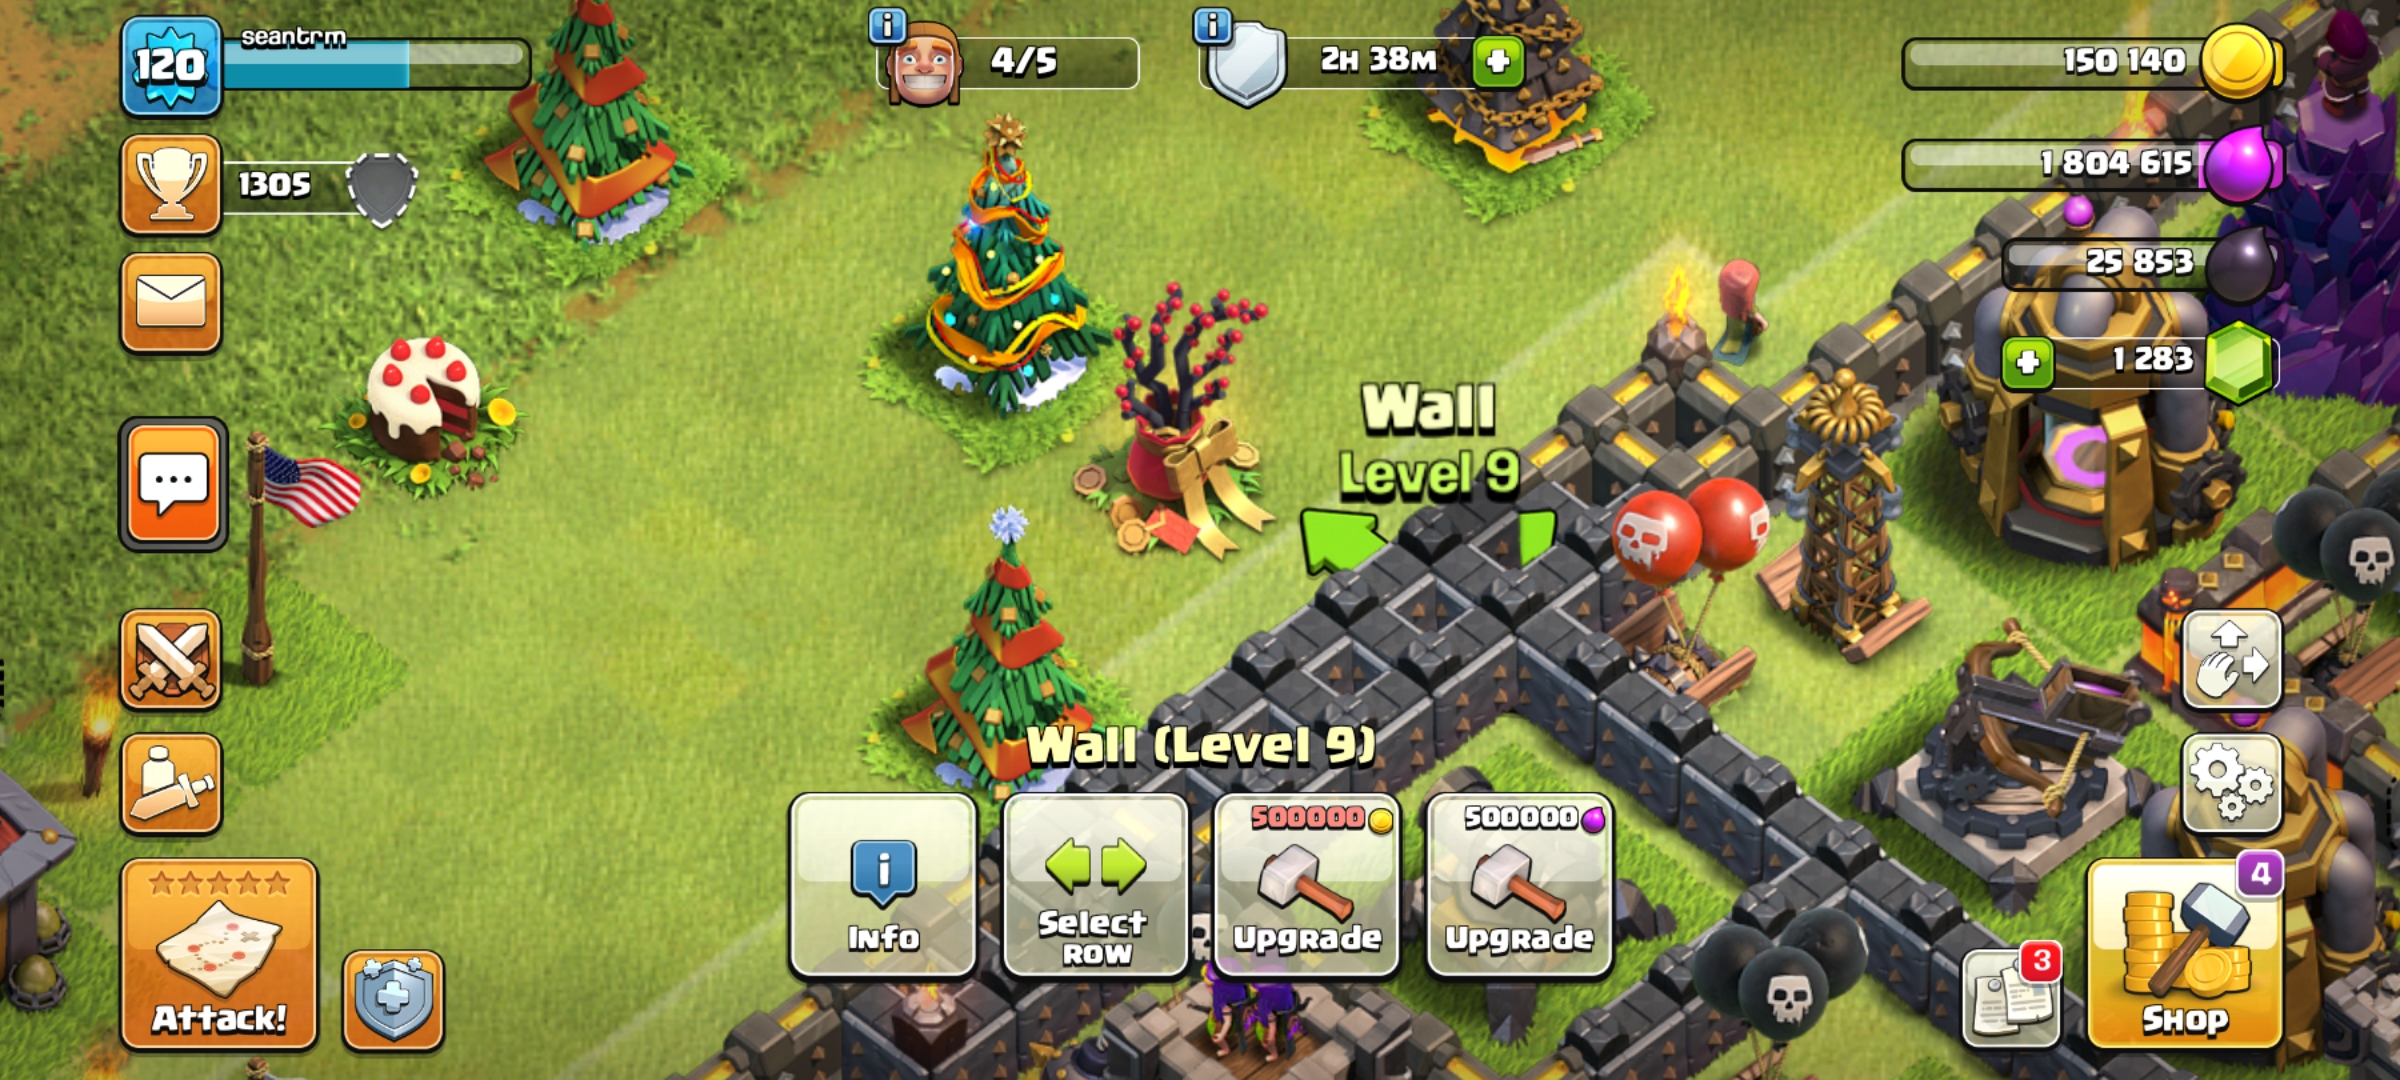 120
seantrm
4/5
2H 38M
150 140
1305
1 804 615
25 853
1 283
Wall
Level 9
Wall (Level 9)
Info
Select
Row
500000
Upgrade
500000
Upgrade
Attack!
3
4
Shop